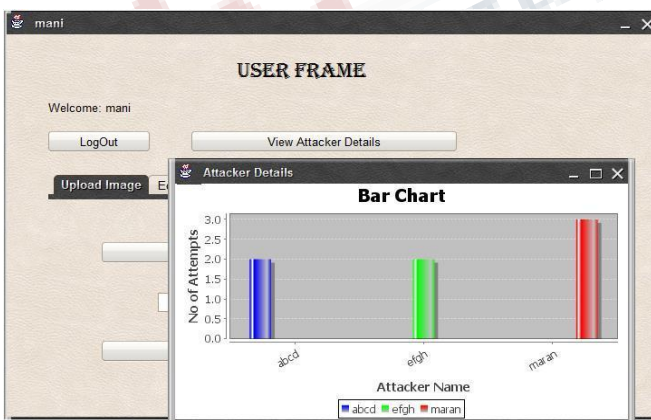 mani
USER FRAME
Welcome: mani
LogOut
View Attacker Details
Upload Image
Attacker Details
Bar Chart
No of Attempts
3.0
2.5
2.0
1.5
1.0
0.5
0.0
abcd
efgh
maran
Attacker Name
abcd efgh maran